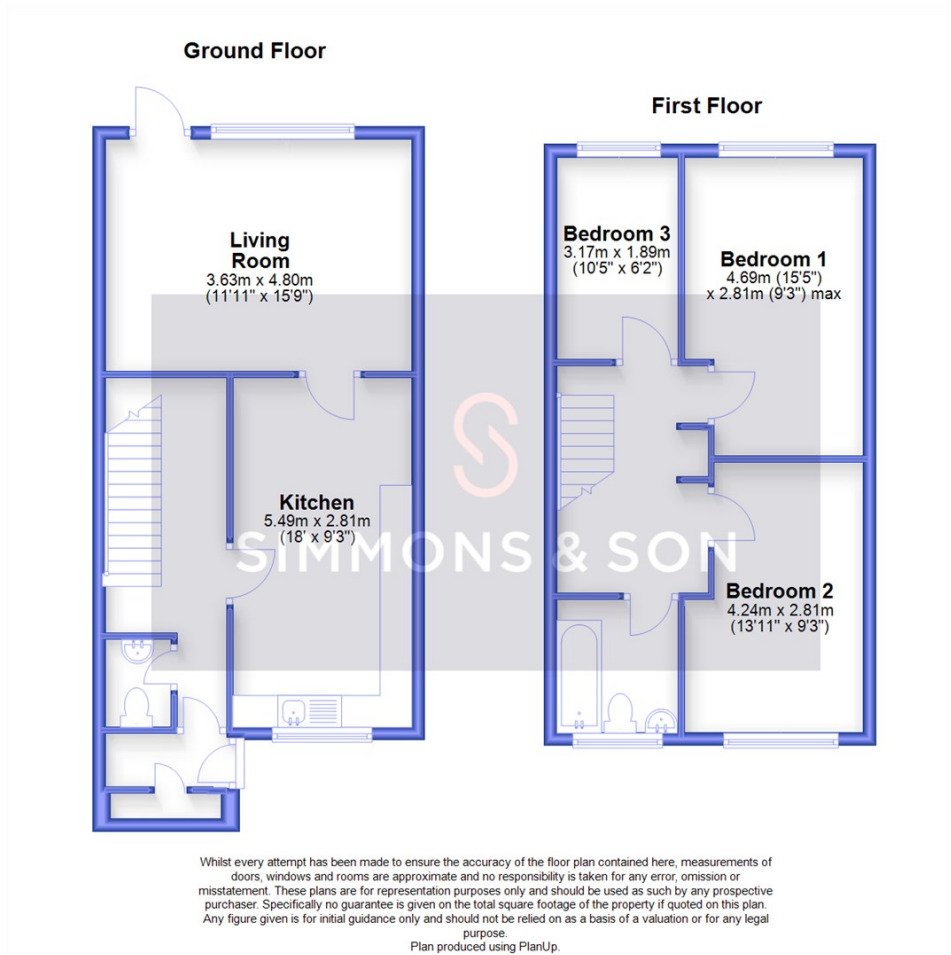 Ground Floor
Living
Room
3.63m x 4.80m
(11'11" x 15'9")
Kitchen
5.49m x 2.81m
(18' x 9'3")
First Floor
Bedroom 3
3.17m x 1.89m
(10'5" x 6'2")
Bedroom 1
4.69m (15'5")
x 2.81m (9'3") max
Bedroom 2
4.24m x 2.81m
(13'11" x 9'3")
SIMMONS & SON
Whilst every attempt has been made to ensure the accuracy of the floor plan contained here, measurements of
doors, windows and rooms are approximate and no responsibility is taken for any error, omission or
misstatement. These plans are for representation purposes only and should be used as such by any prospective
purchaser. Specifically no guarantee is given on the total square footage of the property if quoted on this plan.
Any figure given is for initial guidance only and should not be relied on as a basis of a valuation or for any legal
purpose.
Plan produced using PlanUp.